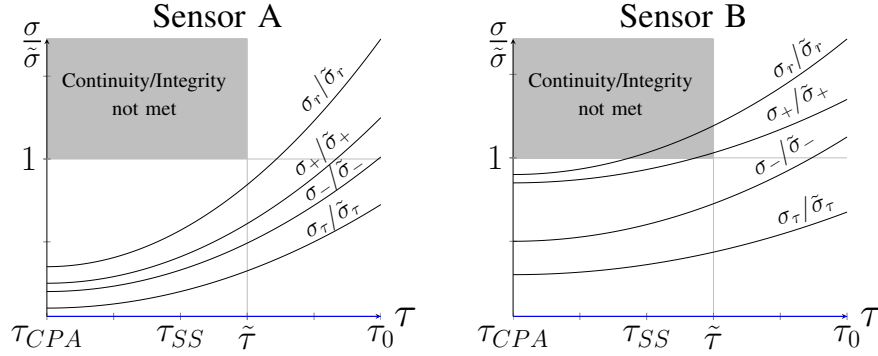 Sensor A
σ/σ̃
Continuity/Integrity
not met
1
σ_r/σ̃_r
σ_+/σ̃_+
σ_-/σ̃_-
σ_τ/σ̃_τ
τ_CPA τ_SS τ̃ τ_0 τ
Sensor B
σ/σ̃
Continuity/Integrity
not met
1
σ_r/σ̃_r
σ_+/σ̃_+
σ_-/σ̃_-
σ_τ/σ̃_τ
τ_CPA τ_SS τ̃ τ_0 τ